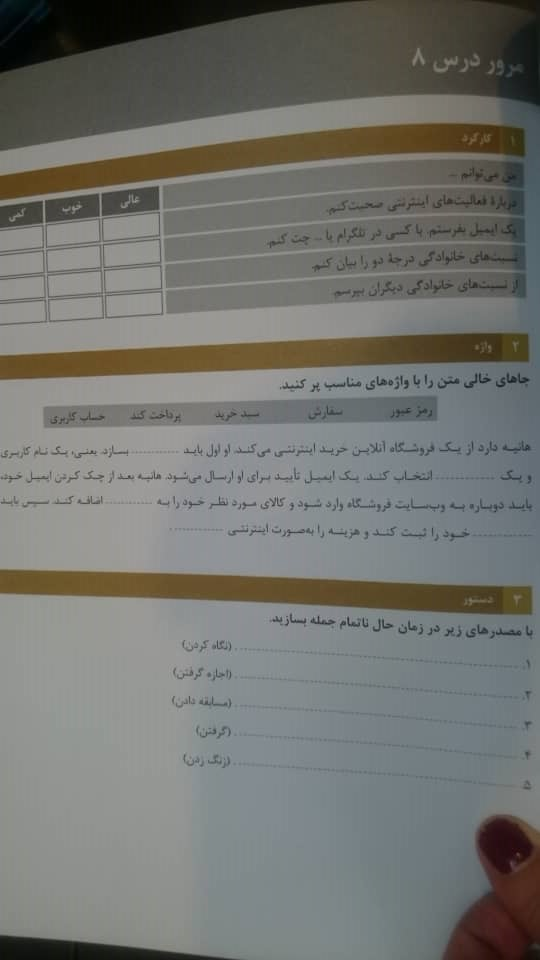 مرور درس ۸
۱ کارکرد
من می‌توانم ...
عالی خوب کمی
دربارهٔ فعالیت‌های اینترنتی صحبت‌کنم.
یک ایمیل بفرستم. با کسی در تلگرام یا ... چت کنم.
نسبت‌های خانوادگی درجهٔ دو را بیان کنم.
از نسبت‌های خانوادگی دیگران بپرسم.
۲ واژه
جاهای خالی متن را با واژه‌های مناسب پر کنید.
رمز عبور سفارش سبد خرید پرداخت کند حساب کاربری
هانیه دارد از یک فروشگاه آنلاین خرید اینترنتی می‌کند. او اول باید ............ بسازد. یعنی، یک نام کاربری
و یک ............ انتخاب کند. یک ایمیل تأیید برای او ارسال می‌شود. هانیه بعد از چک کردن ایمیل خود،
باید دوباره به وب‌سایت فروشگاه وارد شود و کالای مورد نظر خود را به ............ اضافه کند. سپس باید
............ خود را ثبت کند و هزینه را به‌صورت اینترنتی ............ .
۳ دستور
با مصدرهای زیر در زمان حال ناتمام جمله بسازید.
۱. ............ . (نگاه کردن)
۲. ............ . (اجازه گرفتن)
۳. ............ . (مسابقه دادن)
۴. ............ . (گرفتن)
۵. ............ . (زنگ زدن)